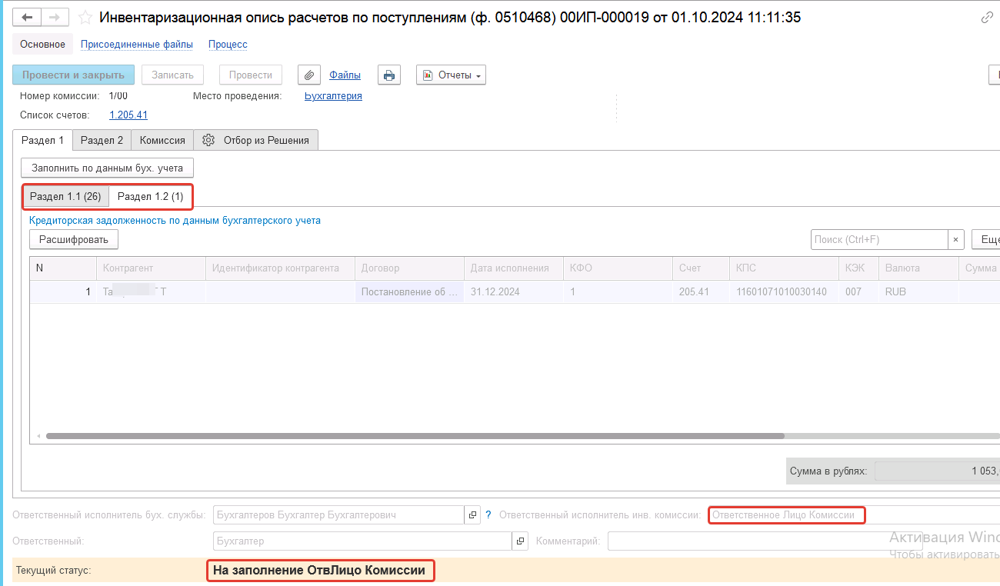 Инвентаризационная опись расчетов по поступлениям (ф. 0510468) 00ИП-000019 от 01.10.2024 11:11:35
Основное Присоединенные файлы Процесс
Провести и закрыть Записать Провести Файлы Отчеты
Номер комиссии: 1/00 Место проведения: Бухгалтерия
Список счетов: 1.205.41
Раздел 1 Раздел 2 Комиссия Отбор из Решения
Заполнить по данным бух. учета
Раздел 1.1 (26) Раздел 1.2 (1)
Кредиторская задолженность по данным бухгалтерского учета
Расшифровать Поиск (Ctrl+F) × Еще
N Контрагент Идентификатор контрагента Договор Дата исполнения КФО Счет КПС КЭК Валюта Сумма
1 Постановление об ... 31.12.2024 1 205.41 11601071010030140 007 RUB
Сумма в рублях: 1 053,
Ответственный исполнитель бух. службы: Бухгалтеров Бухгалтер Бухгалтерович ? Ответственный исполнитель инв. комиссии: Ответственное Лицо Комиссии
Ответственный: Бухгалтер Комментарий:
Активация Wind
Чтобы активировать
Текущий статус: На заполнение ОтвЛицо Комиссии